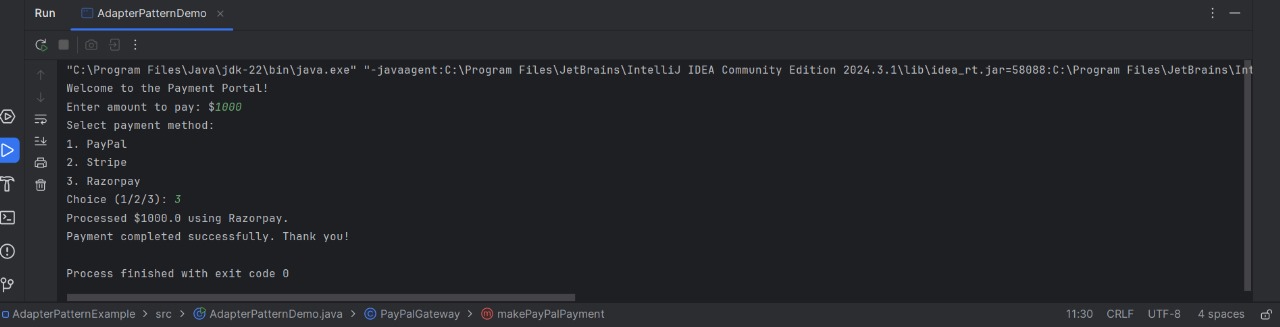 Run AdapterPatternDemo
"C:\Program Files\Java\jdk-22\bin\java.exe" "-javaagent:C:\Program Files\JetBrains\IntelliJ IDEA Community Edition 2024.3.1\lib\idea_rt.jar=58088:C:\Program Files\JetBrains\Int
Welcome to the Payment Portal!
Enter amount to pay: $1000
Select payment method:
1. PayPal
2. Stripe
3. Razorpay
Choice (1/2/3): 3
Processed $1000.0 using Razorpay.
Payment completed successfully. Thank you!
Process finished with exit code 0
AdapterPatternExample > src > AdapterPatternDemo.java > PayPalGateway > makePayPalPayment 11:30 CRLF UTF-8 4 spaces